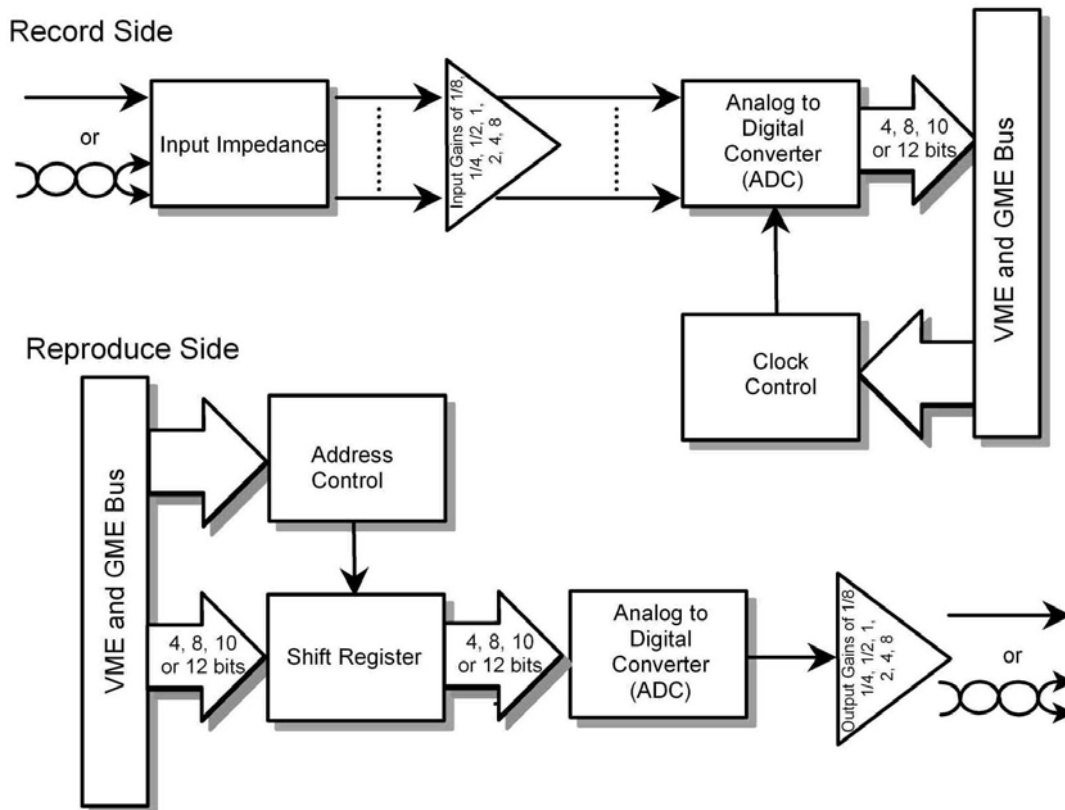 Record Side
or
Input Impedance
Input Gains of 1/8,
1/4, 1/2, 1,
2, 4, 8
Analog to
Digital
Converter
(ADC)
4, 8, 10
or 12 bits
VME and GME Bus
Clock
Control
Reproduce Side
VME and GME Bus
Address
Control
4, 8, 10
or 12 bits
Shift Register
4, 8, 10
or 12 bits
Analog to
Digital
Converter
(ADC)
Output Gains of 1/8,
1/4, 1/2, 1,
2, 4, 8
or